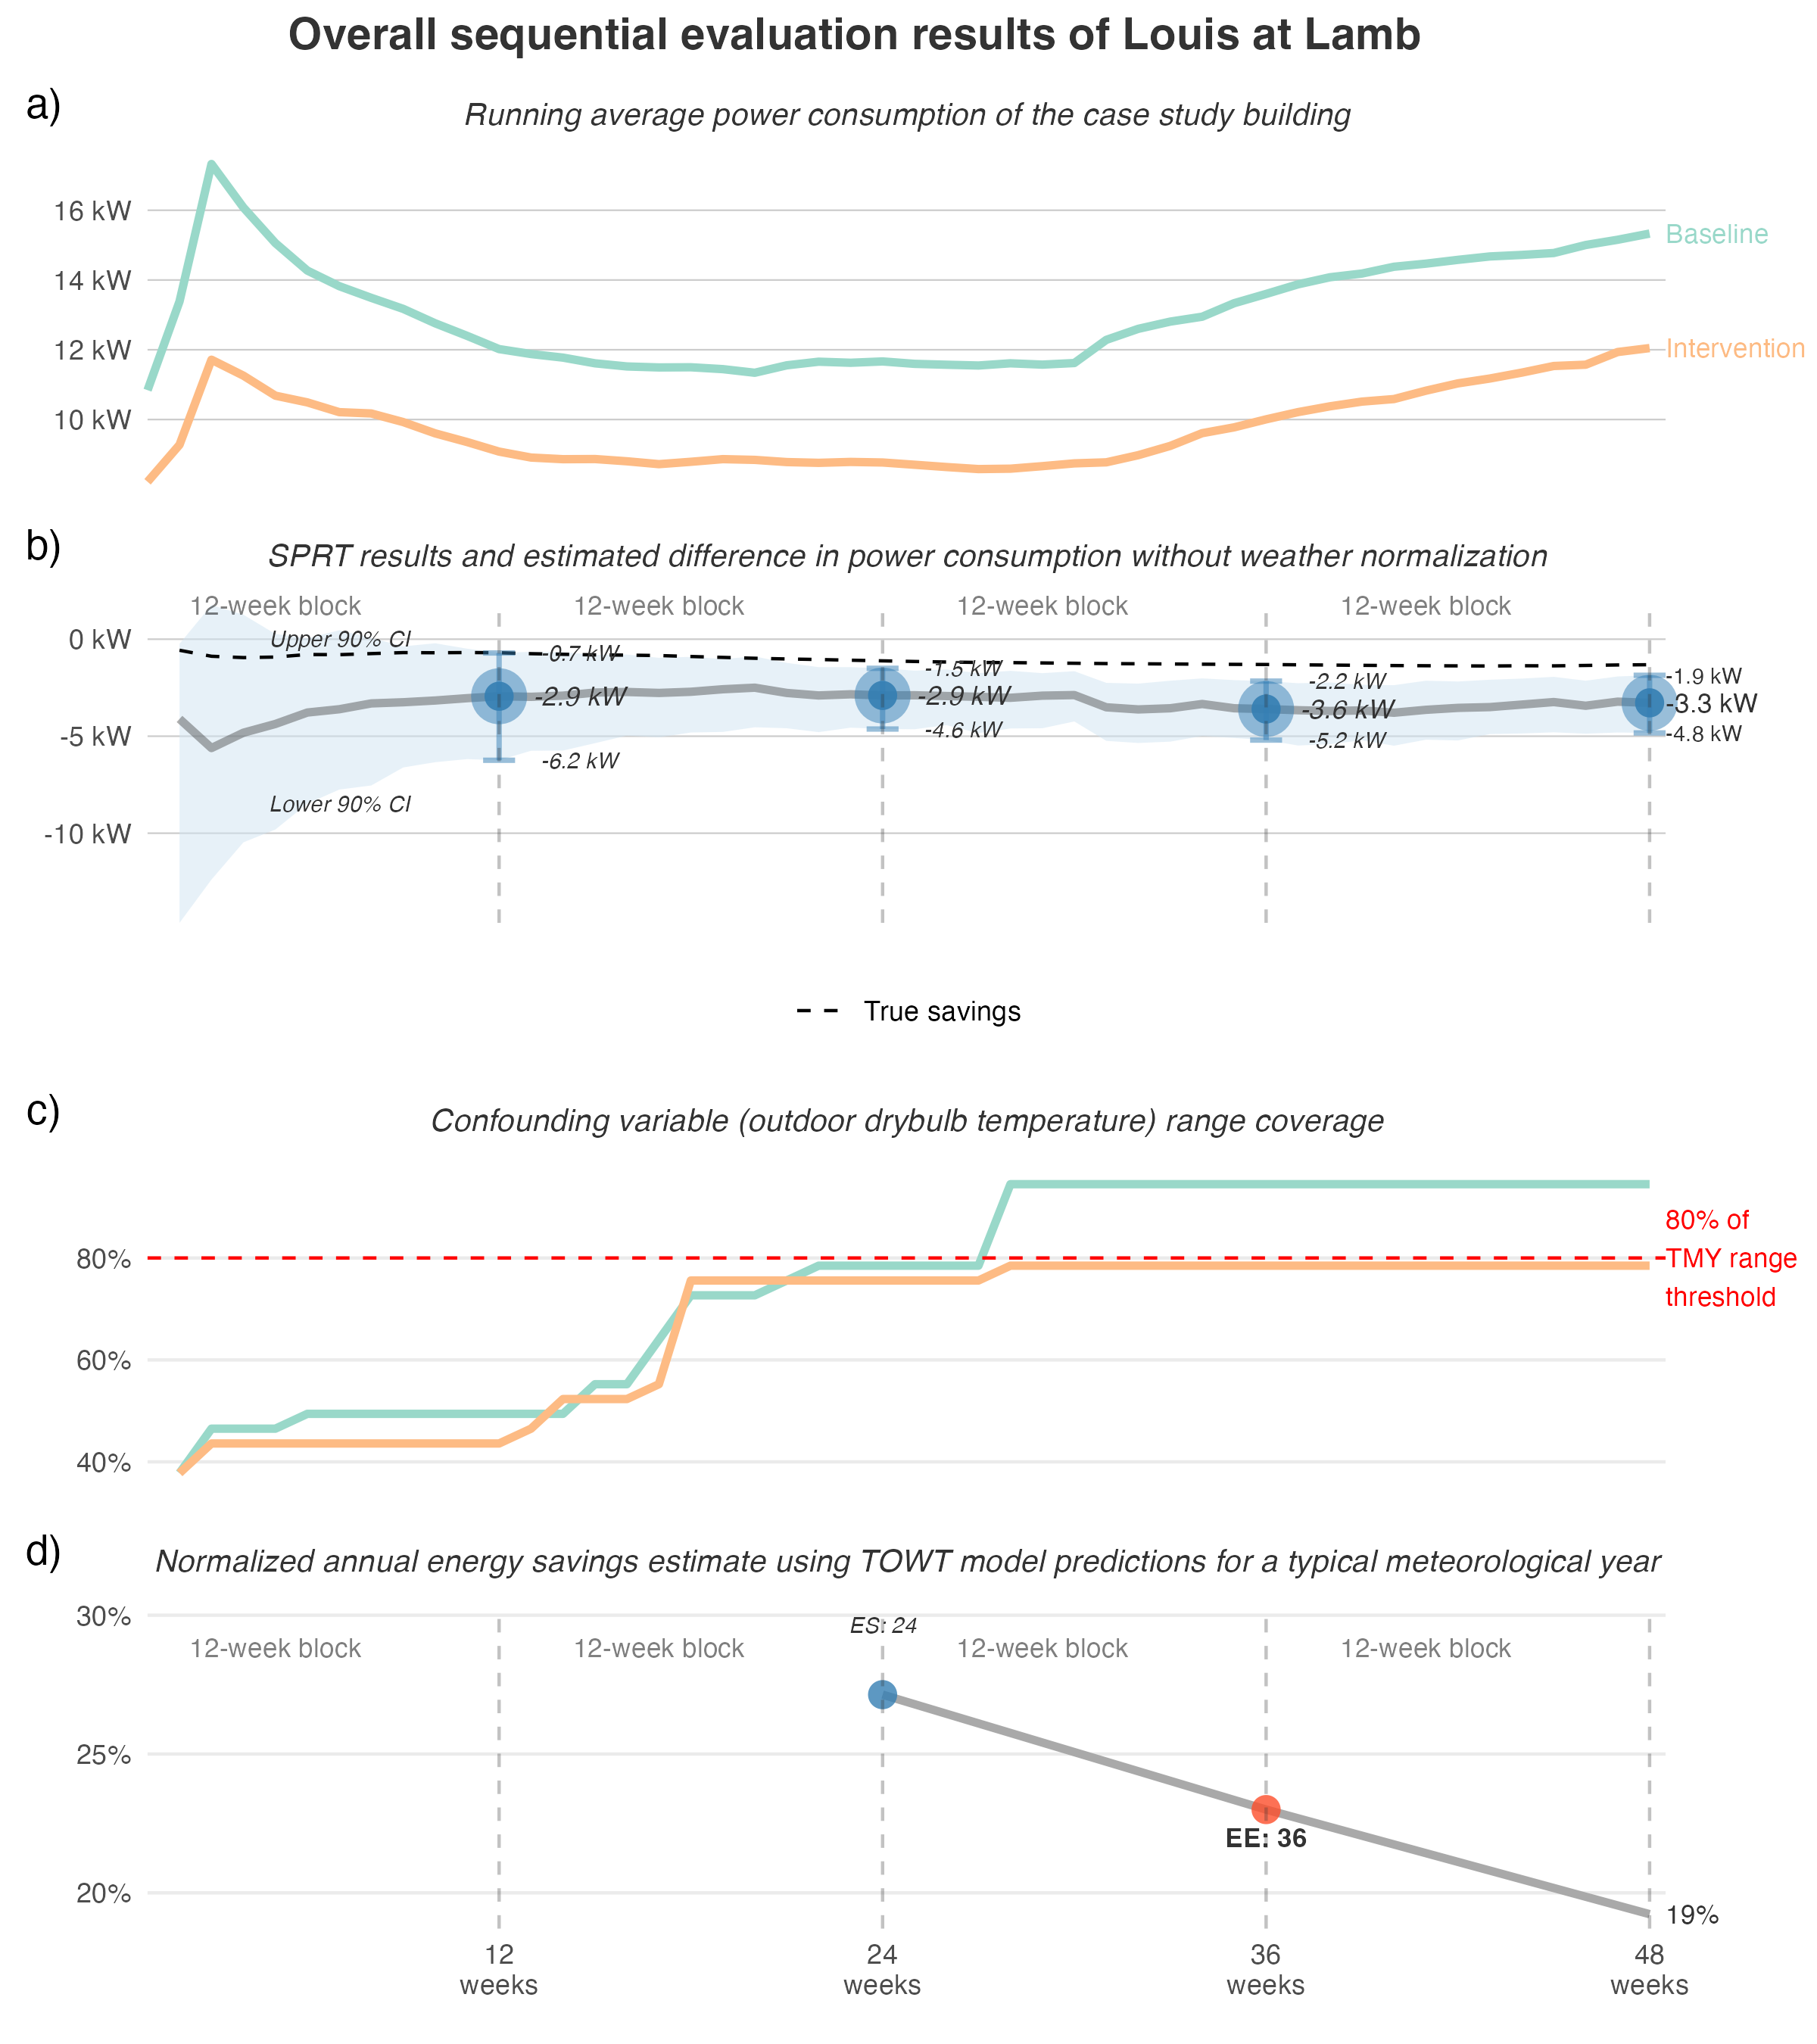 Overall sequential evaluation results of Louis at Lamb
a)
Running average power consumption of the case study building
16 kW
14 kW
12 kW
10 kW
Baseline
Intervention
b)
SPRT results and estimated difference in power consumption without weather normalization
12-week block
12-week block
12-week block
12-week block
0 kW
-5 kW
-10 kW
Upper 90% CI
Lower 90% CI
-0.7 kW
-2.9 kW
-6.2 kW
-1.5 kW
-2.9 kW
-4.6 kW
-2.2 kW
-3.6 kW
-5.2 kW
-1.9 kW
-3.3 kW
-4.8 kW
True savings
c)
Confounding variable (outdoor drybulb temperature) range coverage
80%
60%
40%
80% of
TMY range
threshold
d)
Normalized annual energy savings estimate using TOWT model predictions for a typical meteorological year
30%
25%
20%
12-week block
12-week block
12-week block
12-week block
ES: 24
EE: 36
19%
12
weeks
24
weeks
36
weeks
48
weeks